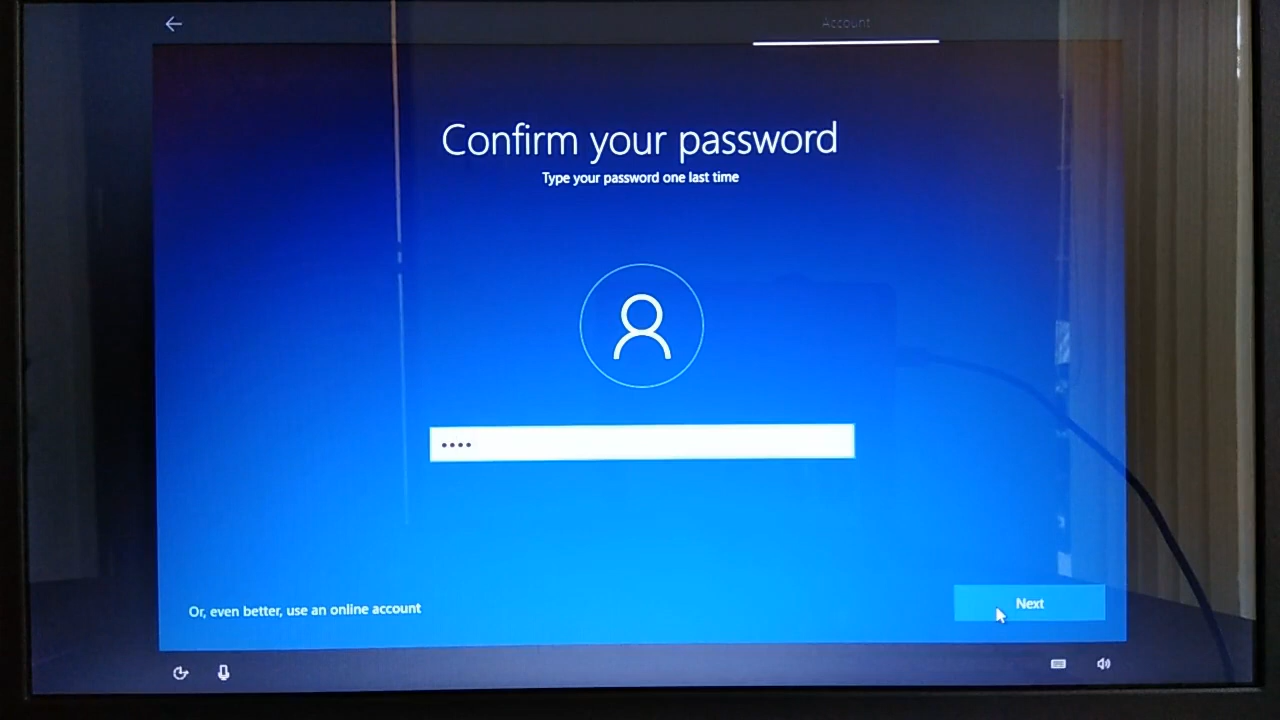 Account
Confirm your password
Type your password one last time
••••
Or, even better, use an online account
Next